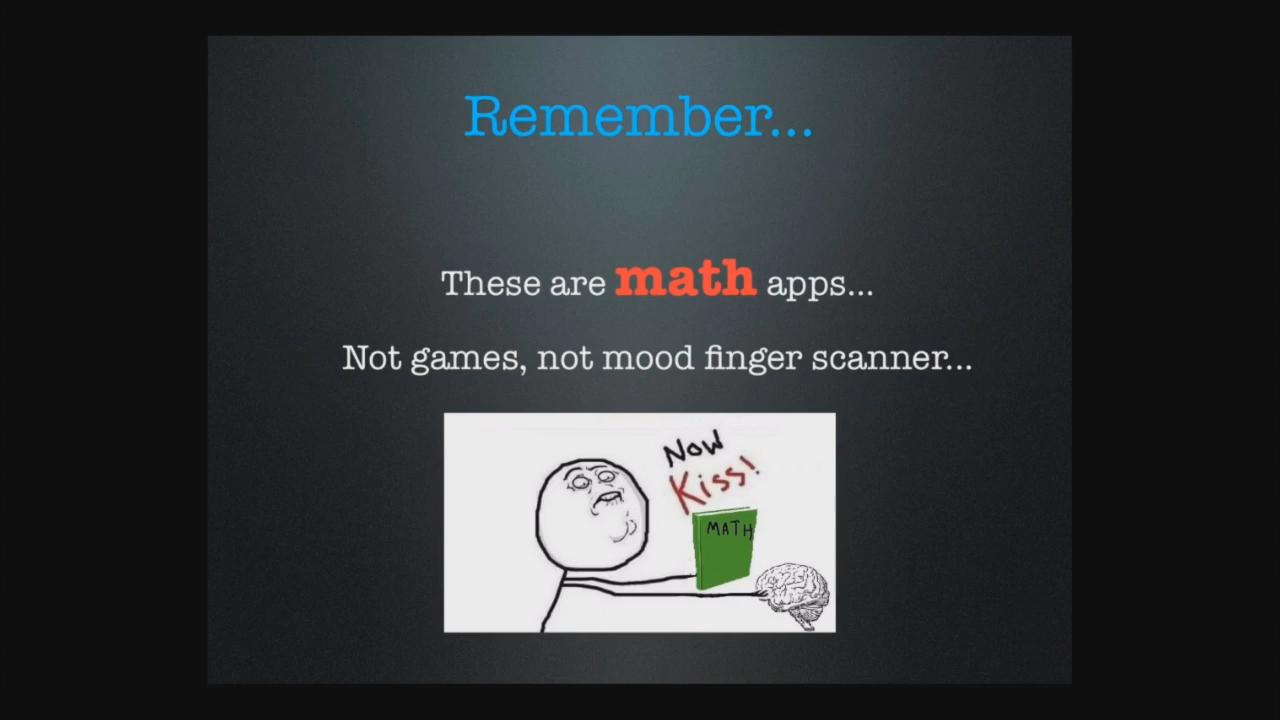 Remember...
These are math apps...
Not games, not mood finger scanner...
Now
Kiss!
MATH